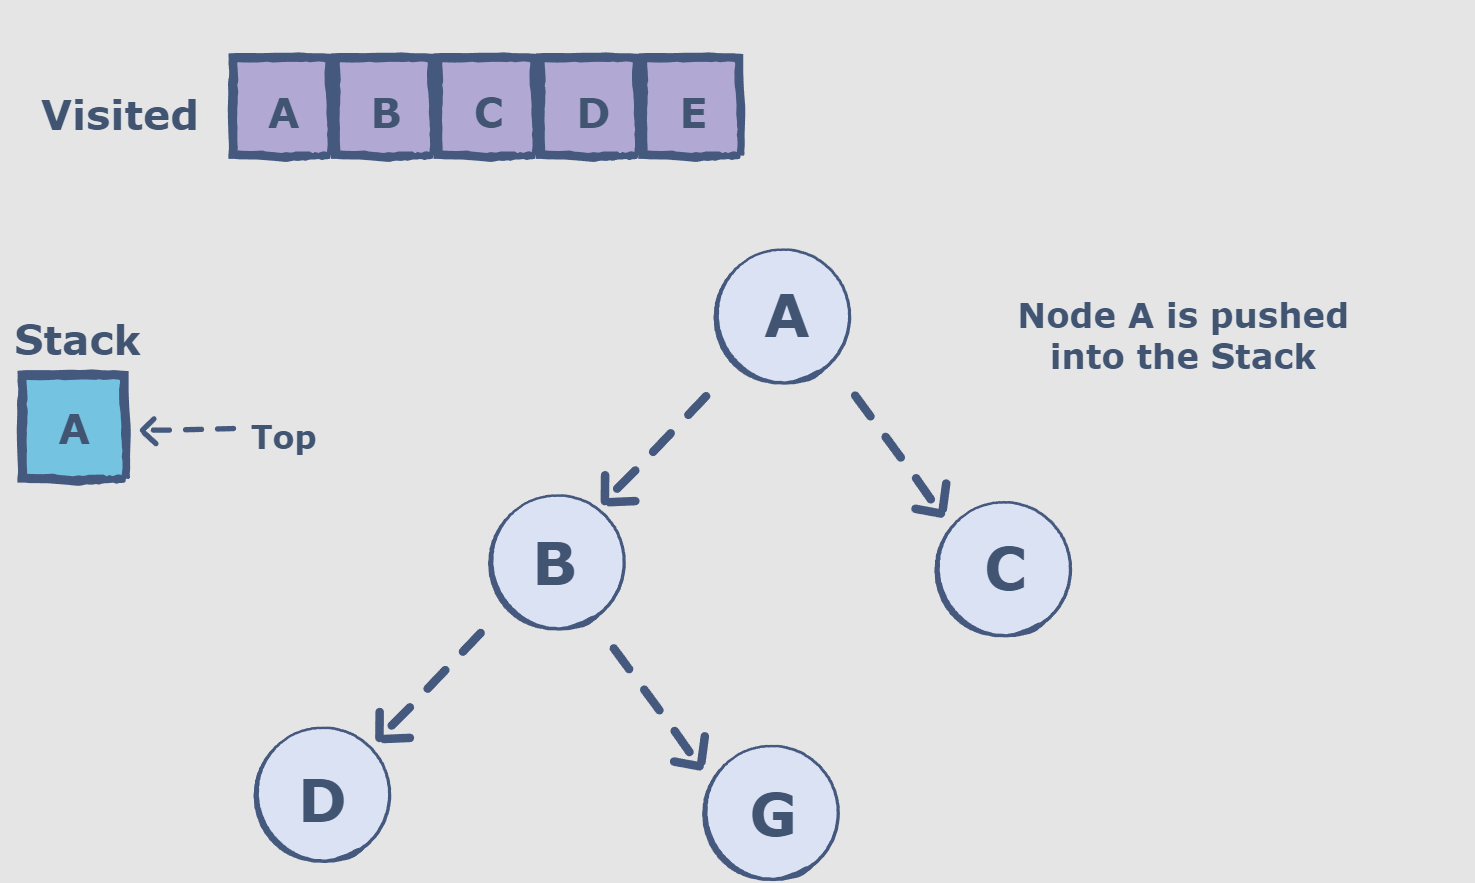 Visited
A B C D E
Stack
A
Top
A
Node A is pushed
into the Stack
B
C
D
G